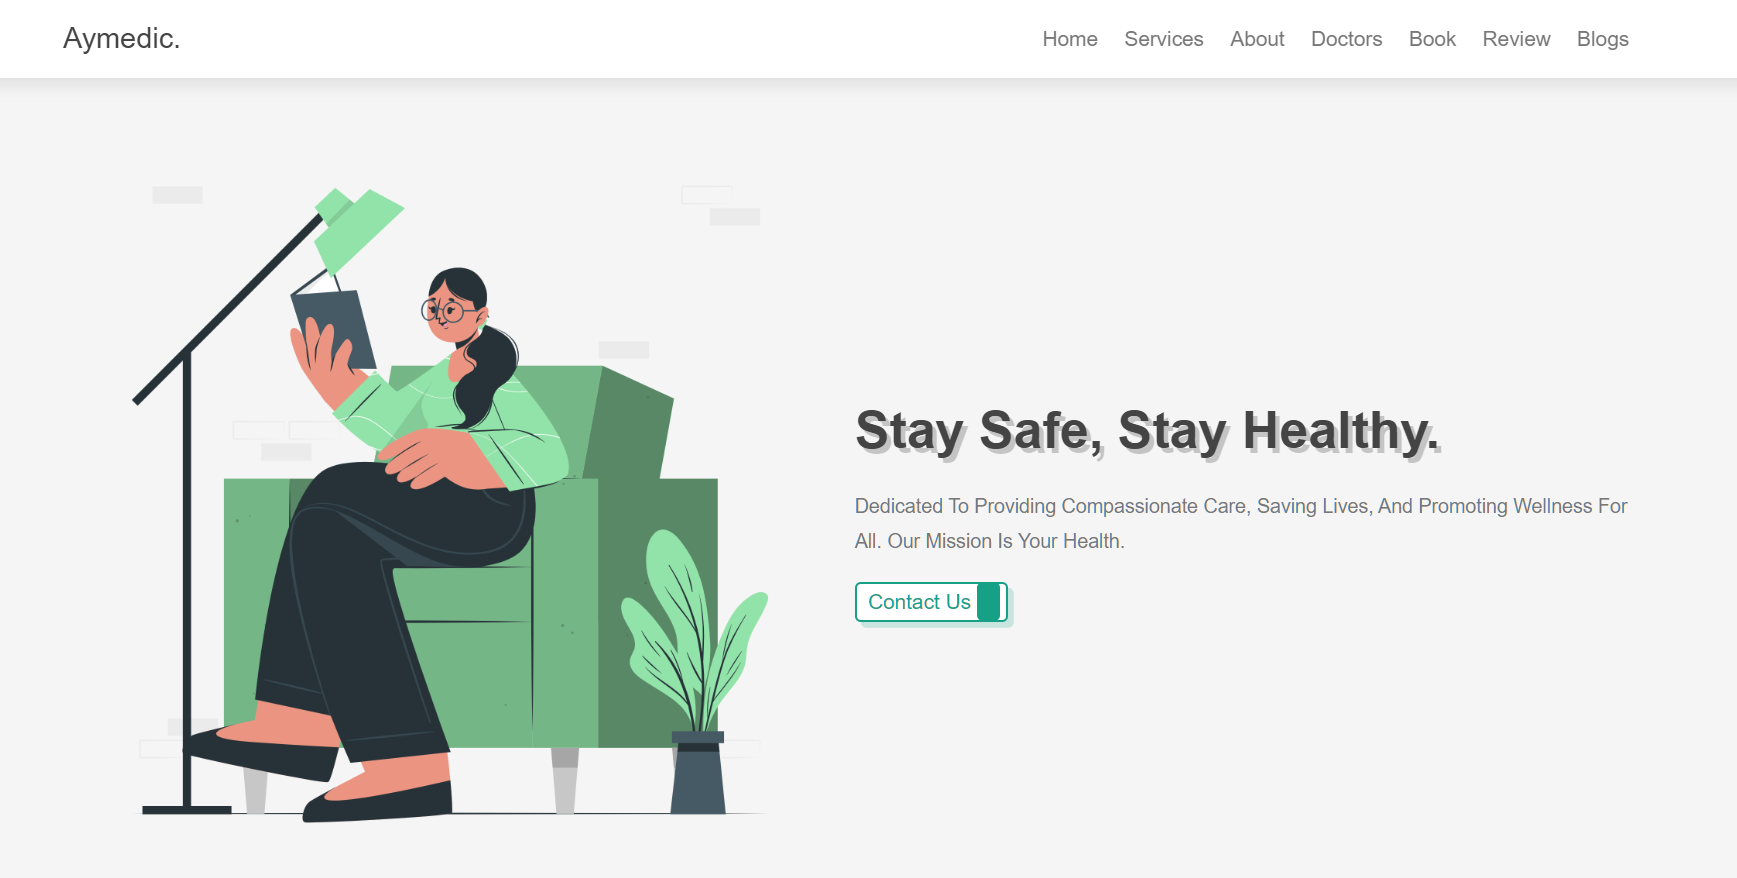 Aymedic.
Home Services About Doctors Book Review Blogs
Stay Safe, Stay Healthy.
Dedicated To Providing Compassionate Care, Saving Lives, And Promoting Wellness For
All. Our Mission Is Your Health.
Contact Us